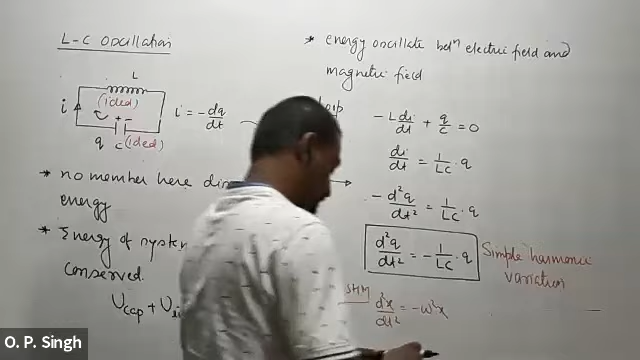 L-C OSCILLATION
L
i
(ideal)
+ -
q
C (ideal)
i = -dq/dt
* no member here
energy
* Energy of system
conserved.
U_cap + U
* energy oscillate betⁿ electric field and
magnetic field
loop
-L di/dt + q/c = 0
di/dt = 1/LC · q
-d²q/dt² = 1/LC · q
d²q/dt² = -1/LC · q
Simple harmonic
variation
SHM
d²x/dt² = -ω²x
O. P. Singh